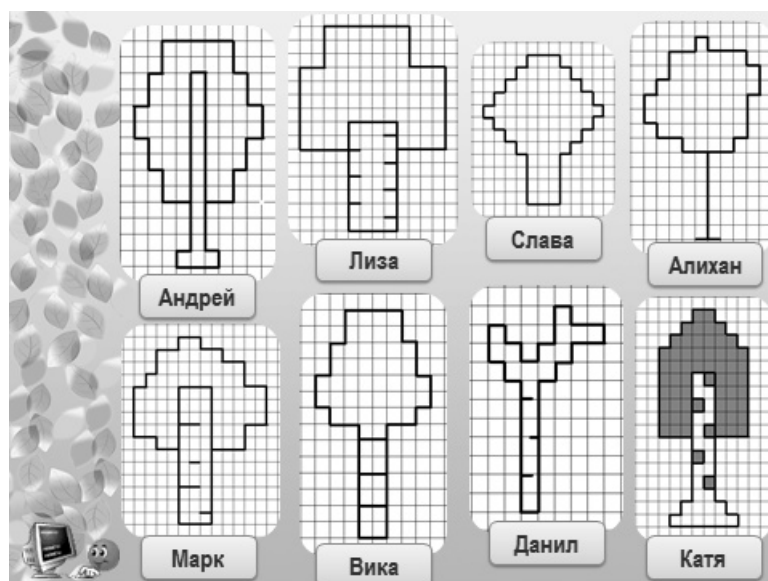 Андрей
Лиза
Слава
Алихан
Марк
Вика
Данил
Катя